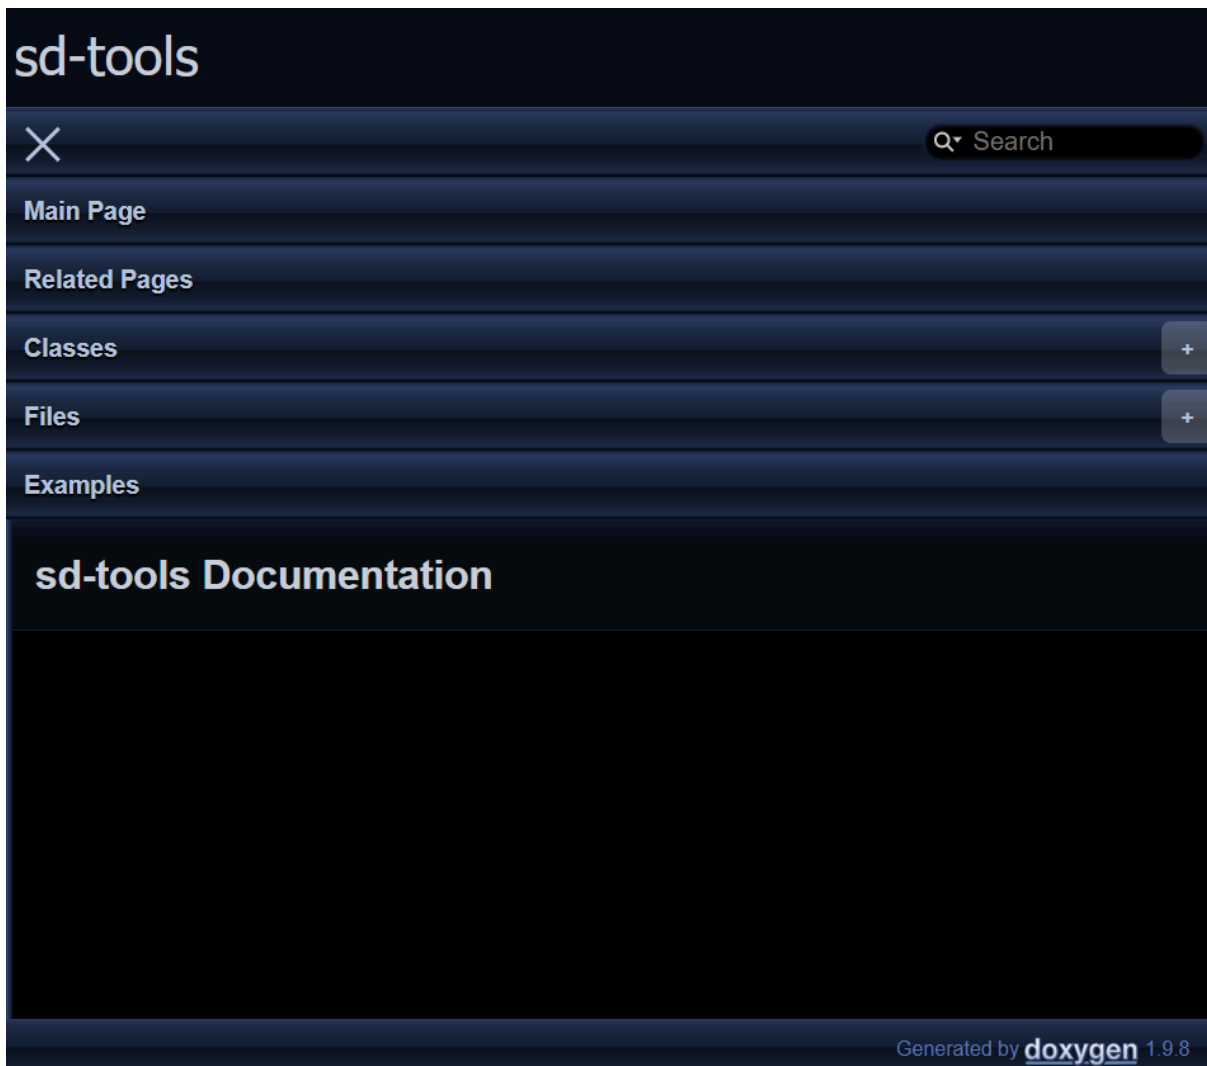 sd-tools
Search
Main Page
Related Pages
Classes
+
Files
+
Examples
sd-tools Documentation
Generated by doxygen 1.9.8